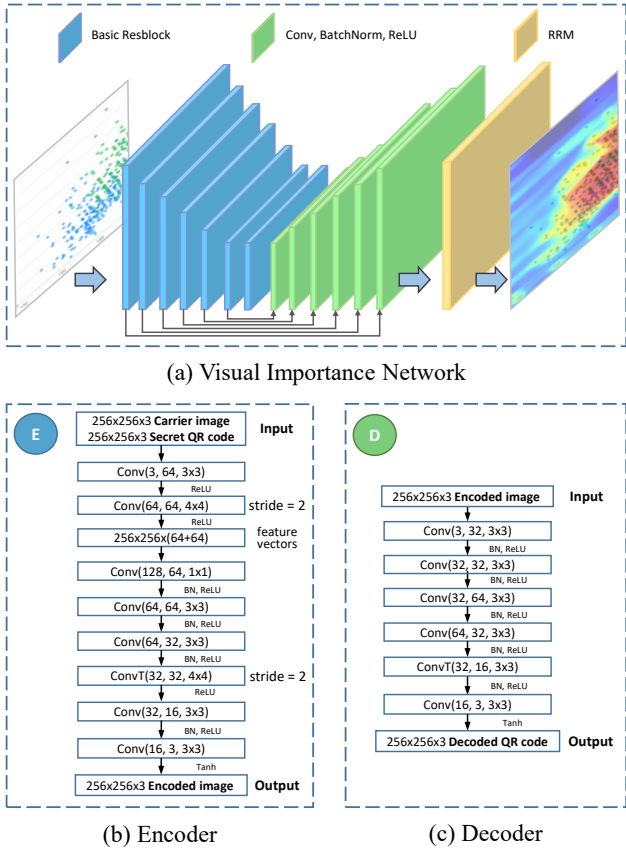 Basic Resblock
Conv, BatchNorm, ReLU
RRM
(a) Visual Importance Network
E
256x256x3 Carrier image
256x256x3 Secret QR code
Input
Conv(3, 64, 3x3)
ReLU
Conv(64, 64, 4x4)
stride = 2
ReLU
256x256x(64+64)
feature
vectors
Conv(128, 64, 1x1)
BN, ReLU
Conv(64, 64, 3x3)
BN, ReLU
Conv(64, 32, 3x3)
BN, ReLU
ConvT(32, 32, 4x4)
stride = 2
ReLU
Conv(32, 16, 3x3)
BN, ReLU
Conv(16, 3, 3x3)
Tanh
256x256x3 Encoded image
Output
(b) Encoder
D
256x256x3 Encoded image
Input
Conv(3, 32, 3x3)
BN, ReLU
Conv(32, 32, 3x3)
BN, ReLU
Conv(32, 64, 3x3)
BN, ReLU
Conv(64, 32, 3x3)
BN, ReLU
ConvT(32, 16, 3x3)
BN, ReLU
Conv(16, 3, 3x3)
Tanh
256x256x3 Decoded QR code
Output
(c) Decoder